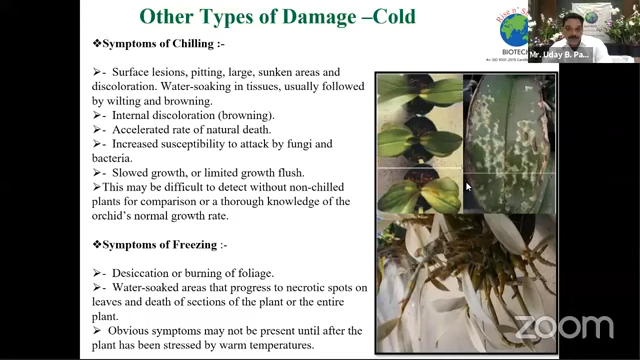 Other Types of Damage –Cold
❖Symptoms of Chilling :-
➢- Surface lesions, pitting, large, sunken areas and
discoloration. Water-soaking in tissues, usually followed
by wilting and browning.
➢- Internal discoloration (browning).
➢- Accelerated rate of natural death.
➢- Increased susceptibility to attack by fungi and
bacteria.
➢- Slowed growth, or limited growth flush.
➢This may be difficult to detect without non-chilled
plants for comparison or a thorough knowledge of the
orchid's normal growth rate.
❖Symptoms of Freezing :-
➢- Desiccation or burning of foliage.
➢- Water-soaked areas that progress to necrotic spots on
leaves and death of sections of the plant or the entire
plant.
➢ Obvious symptoms may not be present until after the
plant has been stressed by warm temperatures.
Rise n'
BIOTEC
Mr. Uday B. Pa...
zoom